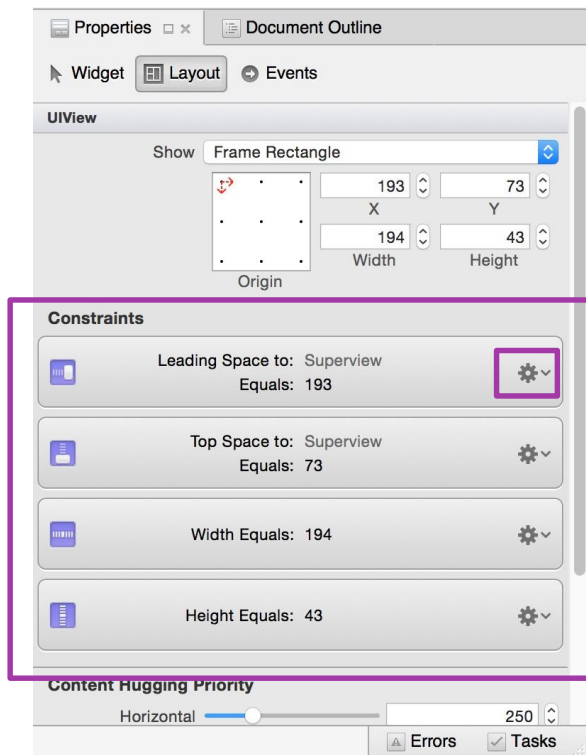 Properties Document Outline
Widget Layout Events
UIView
Show Frame Rectangle
193 73
X Y
194 43
Width Height
Origin
Constraints
Leading Space to: Superview
Equals: 193
Top Space to: Superview
Equals: 73
Width Equals: 194
Height Equals: 43
Content Hugging Priority
Horizontal 250
Errors Tasks